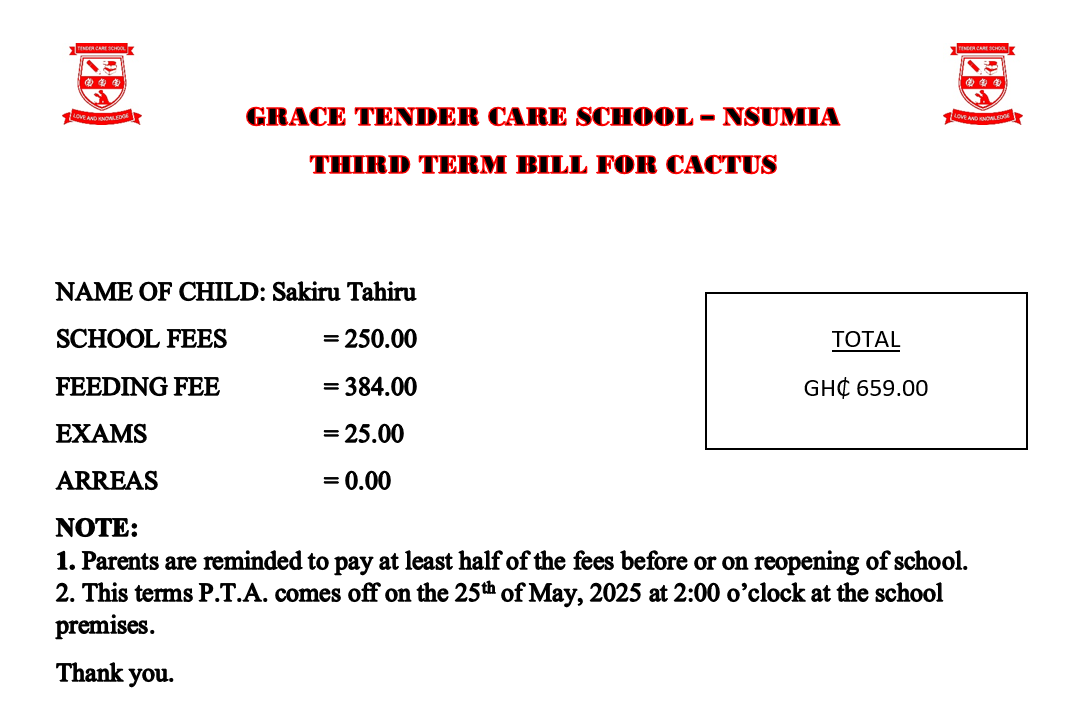 TENDER CARE SCHOOL
LOVE AND KNOWLEDGE
TENDER CARE SCHOOL
LOVE AND KNOWLEDGE
GRACE TENDER CARE SCHOOL – NSUMIA
THIRD TERM BILL FOR CACTUS
NAME OF CHILD: Sakiru Tahiru
SCHOOL FEES = 250.00
FEEDING FEE = 384.00
EXAMS = 25.00
ARREAS = 0.00
TOTAL
GH₵ 659.00
NOTE:
1. Parents are reminded to pay at least half of the fees before or on reopening of school.
2. This terms P.T.A. comes off on the 25th of May, 2025 at 2:00 o’clock at the school
premises.
Thank you.